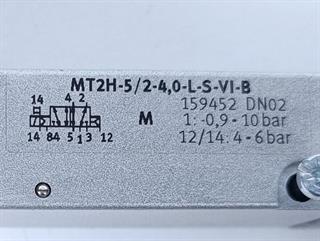 MT2H-5/2-4,0-L-S-VI-B
14 4 2
159452 DN02
M 1: -0,9 - 10 bar
14 84 5 1 3 12
12/14: 4 - 6 bar